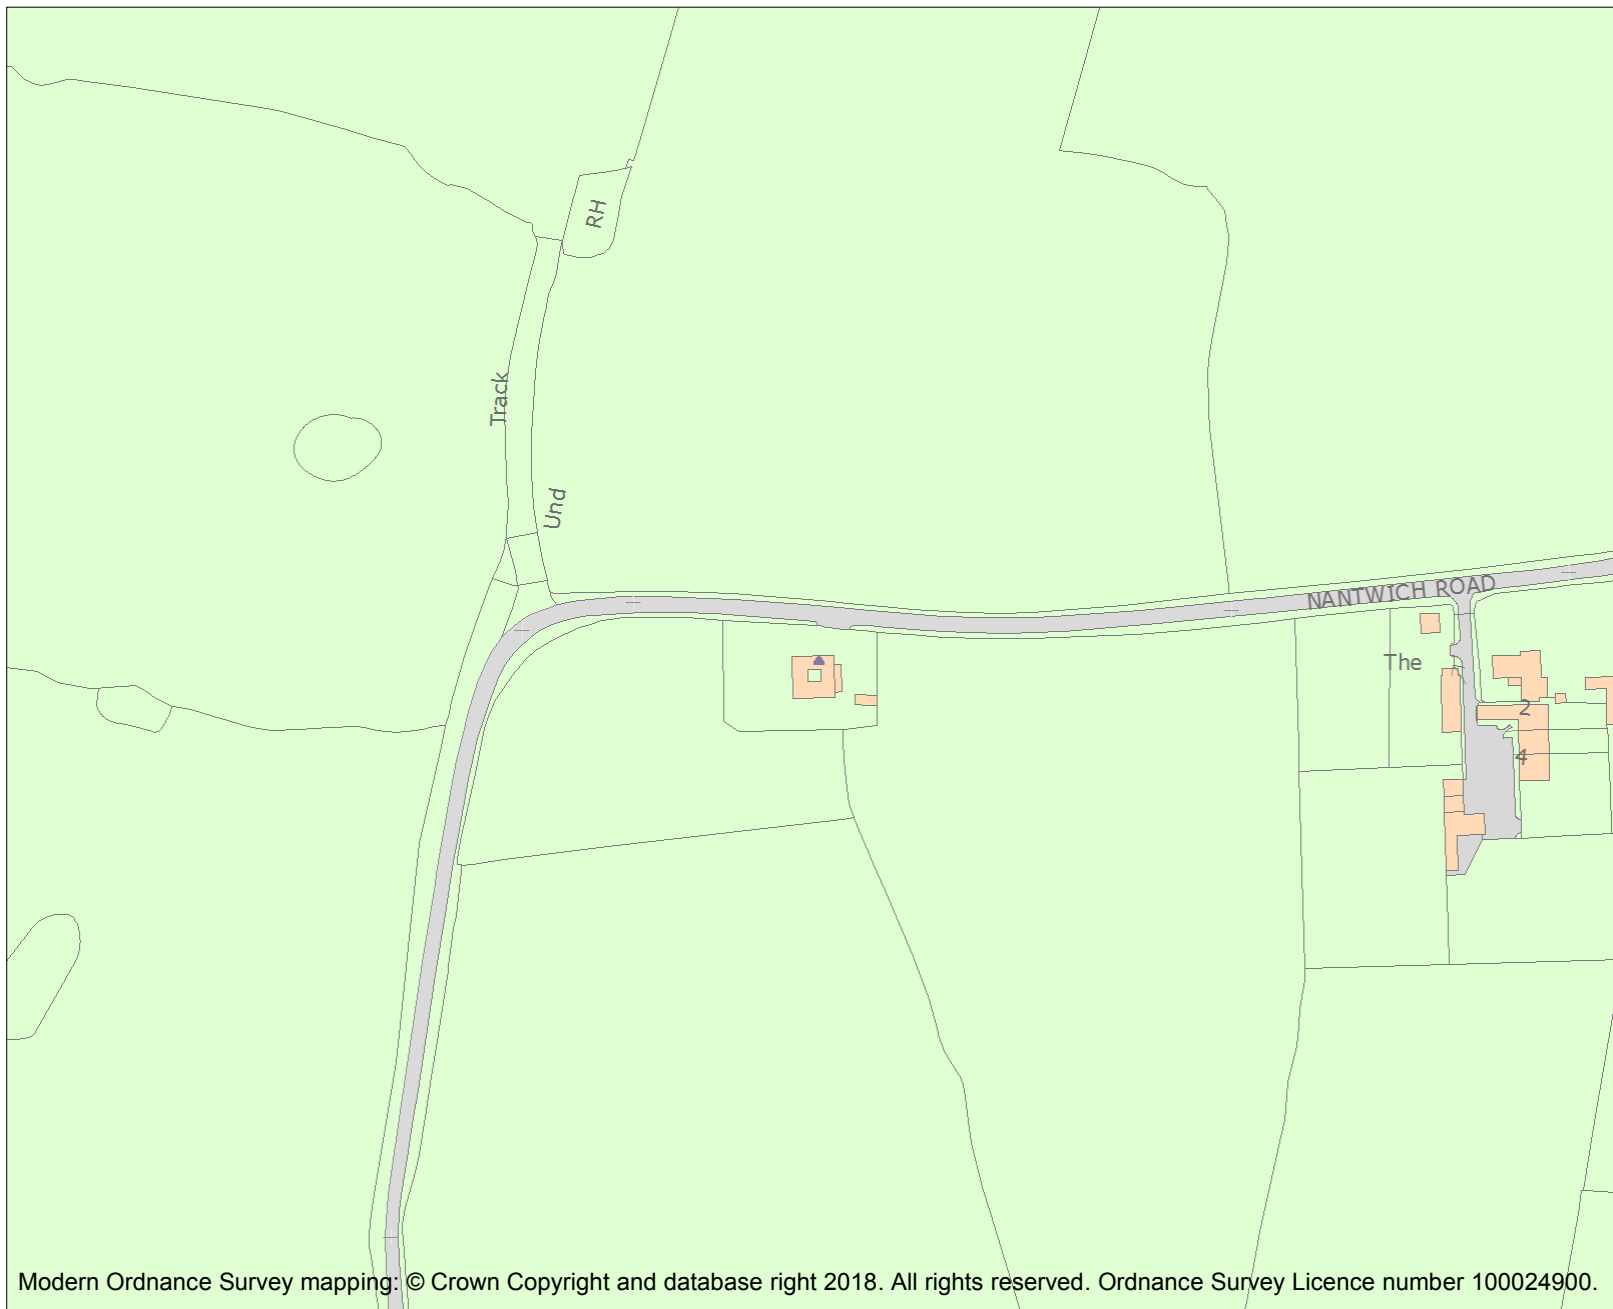 RH
Track
Und
NANTWICH ROAD
The
2
4
Modern Ordnance Survey mapping: © Crown Copyright and database right 2018. All rights reserved. Ordnance Survey Licence number 100024900.